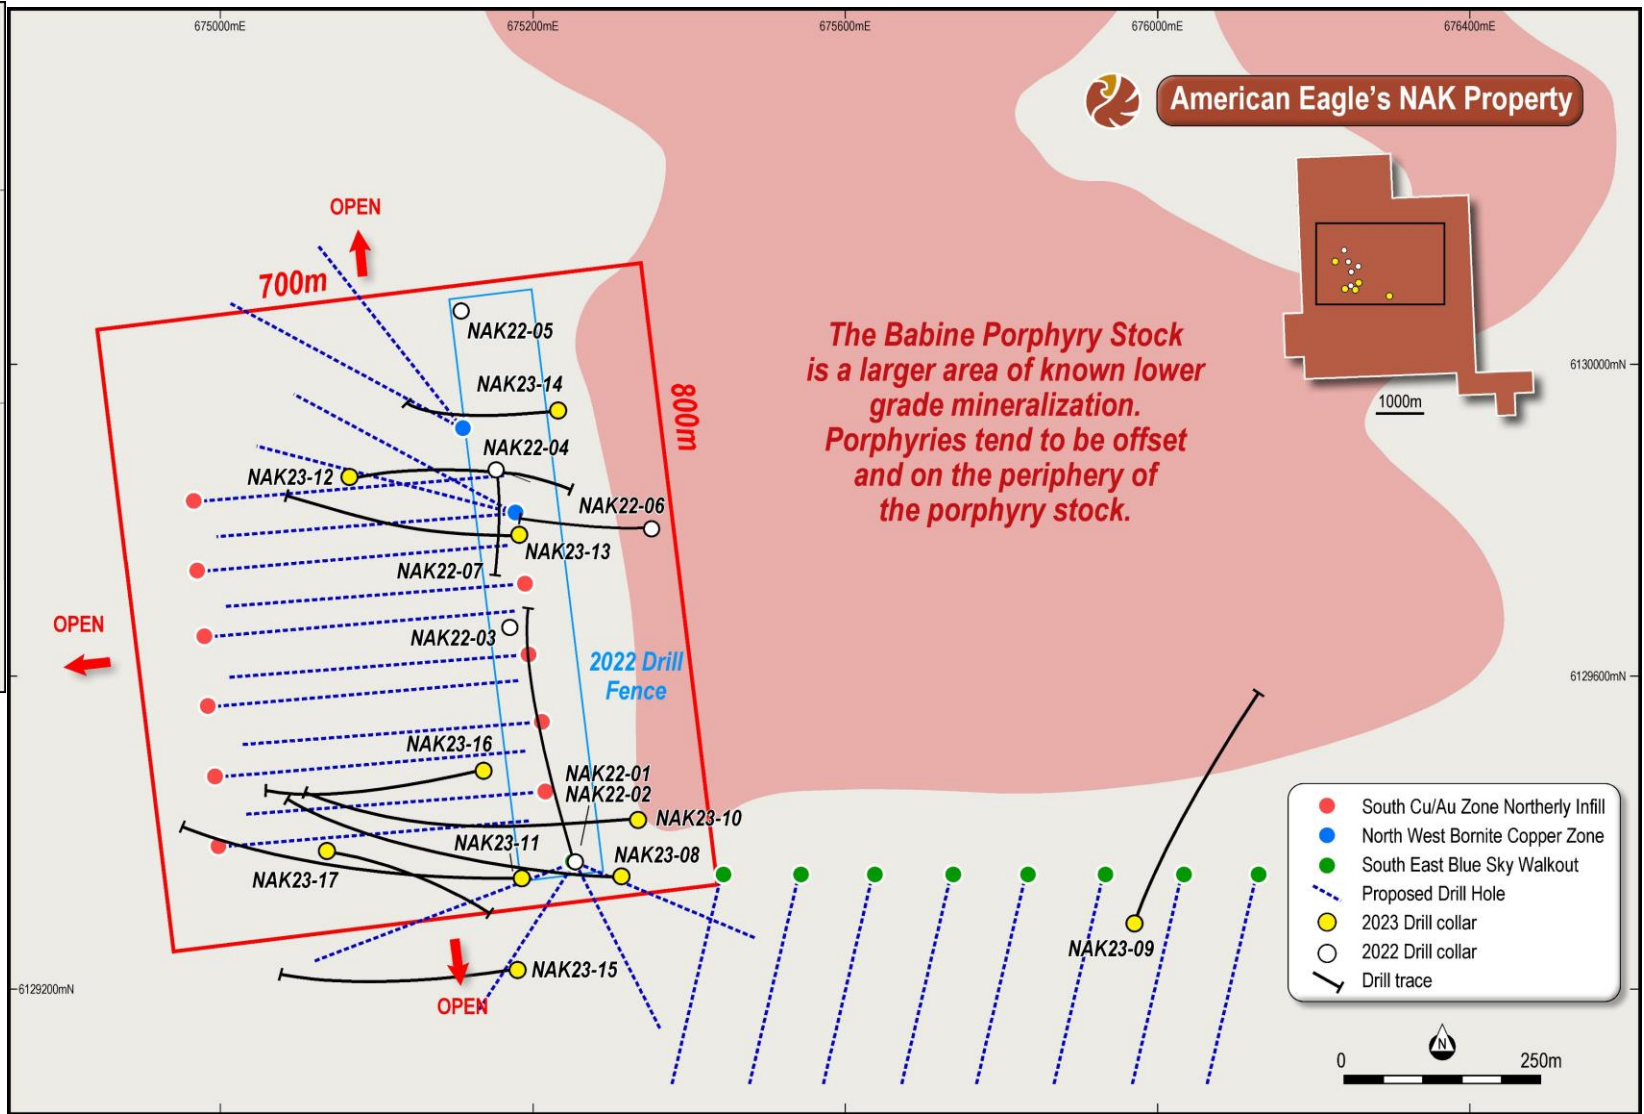 675000mE
675200mE
675600mE
676000mE
676400mE
American Eagle's NAK Property
OPEN
700m
NAK22-05
NAK23-14
800m
The Babine Porphyry Stock
is a larger area of known lower
grade mineralization.
Porphyries tend to be offset
and on the periphery of
the porphyry stock.
6130000mN
1000m
NAK22-04
NAK23-12
NAK22-06
NAK23-13
NAK22-07
OPEN
NAK22-03
2022 Drill
Fence
6129600mN
NAK23-16
NAK22-01
NAK22-02
NAK23-10
NAK23-11
NAK23-08
NAK23-17
NAK23-09
NAK23-15
OPEN
6129200mN
South Cu/Au Zone Northerly Infill
North West Bornite Copper Zone
South East Blue Sky Walkout
Proposed Drill Hole
2023 Drill collar
2022 Drill collar
Drill trace
N
0
250m